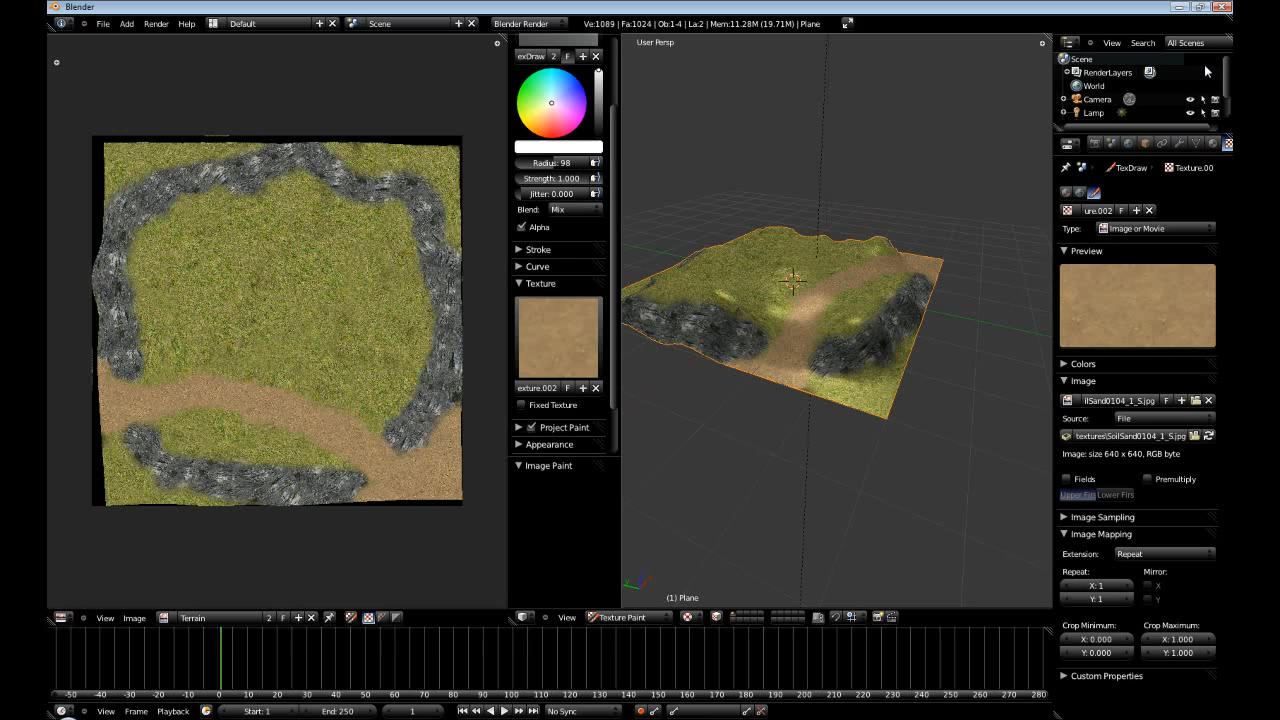 Blender
File Add Render Help Default Scene Blender Render Ve:1089 | Fa:1024 | Ob:1-4 | La:2 | Mem:11.28M (19.71M) | Plane
exDraw 2 F
Radius: 98
Strength: 1.000
Jitter: 0.000
Blend: Mix
Alpha
Stroke
Curve
Texture
exture.002 F
Fixed Texture
Project Paint
Appearance
Image Paint
User Persp
(1) Plane
View Search All Scenes
Scene
RenderLayers
World
Camera
Lamp
TexDraw Texture.00
ure.002 F
Type: Image or Movie
Preview
Colors
Image
ilSand0104_1_S.jpg F
Source: File
textures\SoilSand0104_1_S.jpg
Image: size 640 x 640, RGB byte
Fields Premultiply
Upper Firs Lower Firs
Image Sampling
Image Mapping
Extension: Repeat
Repeat: Mirror:
X: 1 X
Y: 1 Y
Crop Minimum: Crop Maximum:
X: 0.000 X: 1.000
Y: 0.000 Y: 1.000
Custom Properties
View Image Terrain 2 F
View Texture Paint
-50 -40 -30 -20 -10 0 10 20 30 40 50 60 70 80 90 100 110 120 130 140 150 160 170 180 190 200 210 220 230 240 250 260 270 280
View Frame Playback Start: 1 End: 250 1 No Sync